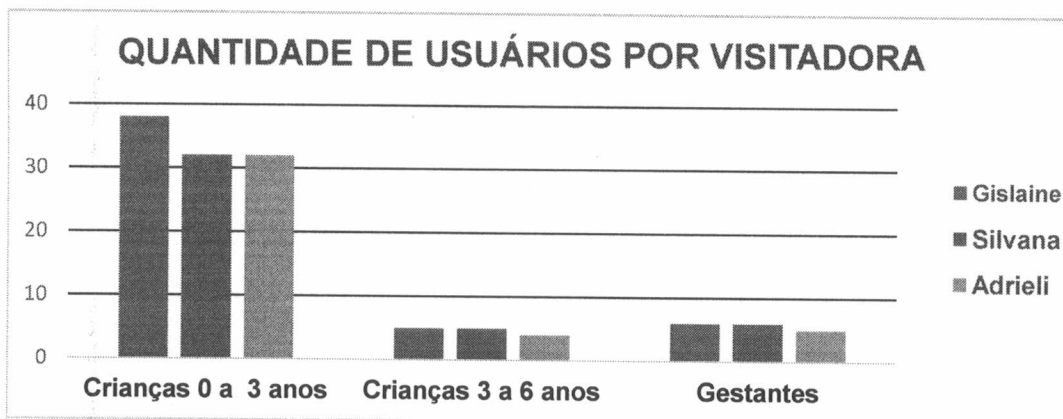 QUANTIDADE DE USUÁRIOS POR VISITADORA
40
30
20
10
0
Crianças 0 a 3 anos
Crianças 3 a 6 anos
Gestantes
Gislaine
Silvana
Adrieli